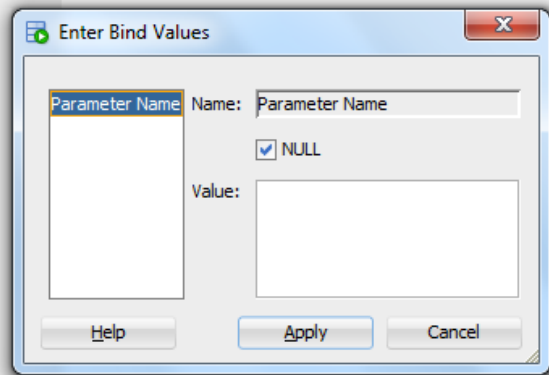 Enter Bind Values
Parameter Name
Name: Parameter Name
NULL
Value:
Help
Apply
Cancel